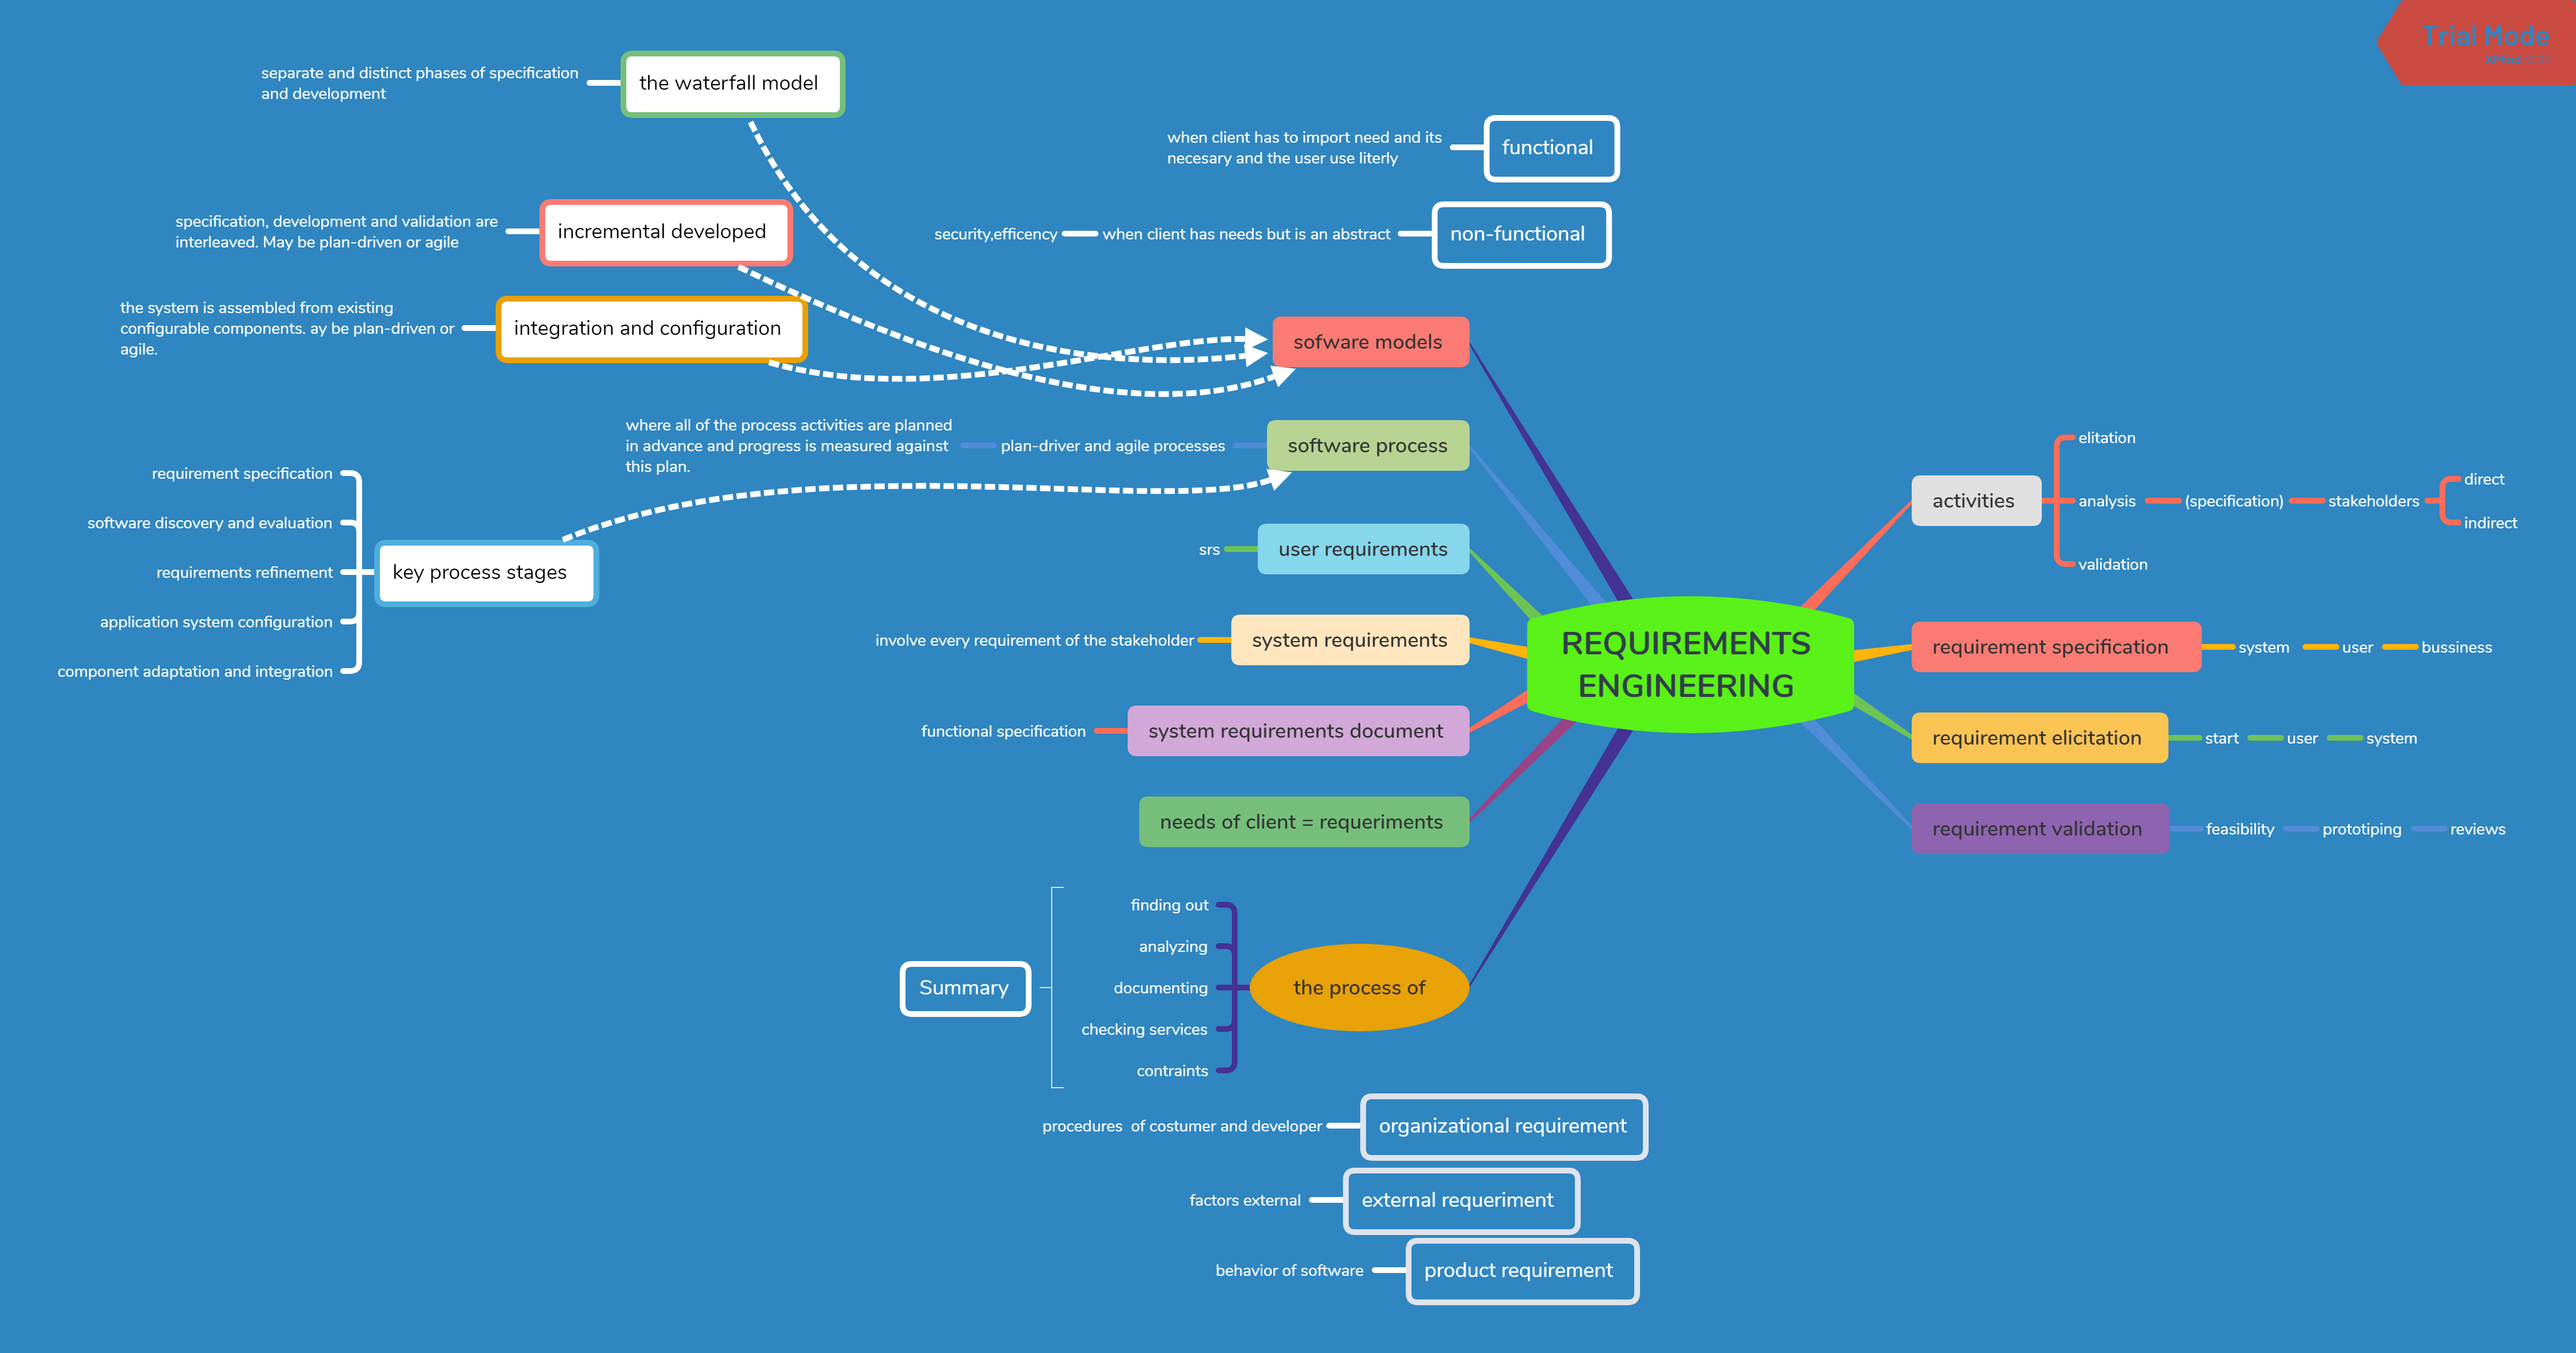 Trial Mode
XMind:ZEN
separate and distinct phases of specification
and development
the waterfall model
when client has to import need and its
necesary and the user use literly
functional
specification, development and validation are
interleaved. May be plan-driven or agile
incremental developed
security,efficency
when client has needs but is an abstract
non-functional
the system is assembled from existing
configurable components. ay be plan-driven or
agile.
integration and configuration
sofware models
where all of the process activities are planned
in advance and progress is measured against
this plan.
plan-driver and agile processes
software process
requirement specification
software discovery and evaluation
requirements refinement
application system configuration
component adaptation and integration
key process stages
srs
user requirements
involve every requirement of the stakeholder
system requirements
functional specification
system requirements document
needs of client = requeriments
REQUIREMENTS
ENGINEERING
activities
elitation
analysis
(specification)
stakeholders
direct
indirect
validation
requirement specification
system
user
bussiness
requirement elicitation
start
user
system
requirement validation
feasibility
prototiping
reviews
Summary
finding out
analyzing
documenting
checking services
contraints
the process of
procedures  of costumer and developer
organizational requirement
factors external
external requeriment
behavior of software
product requirement